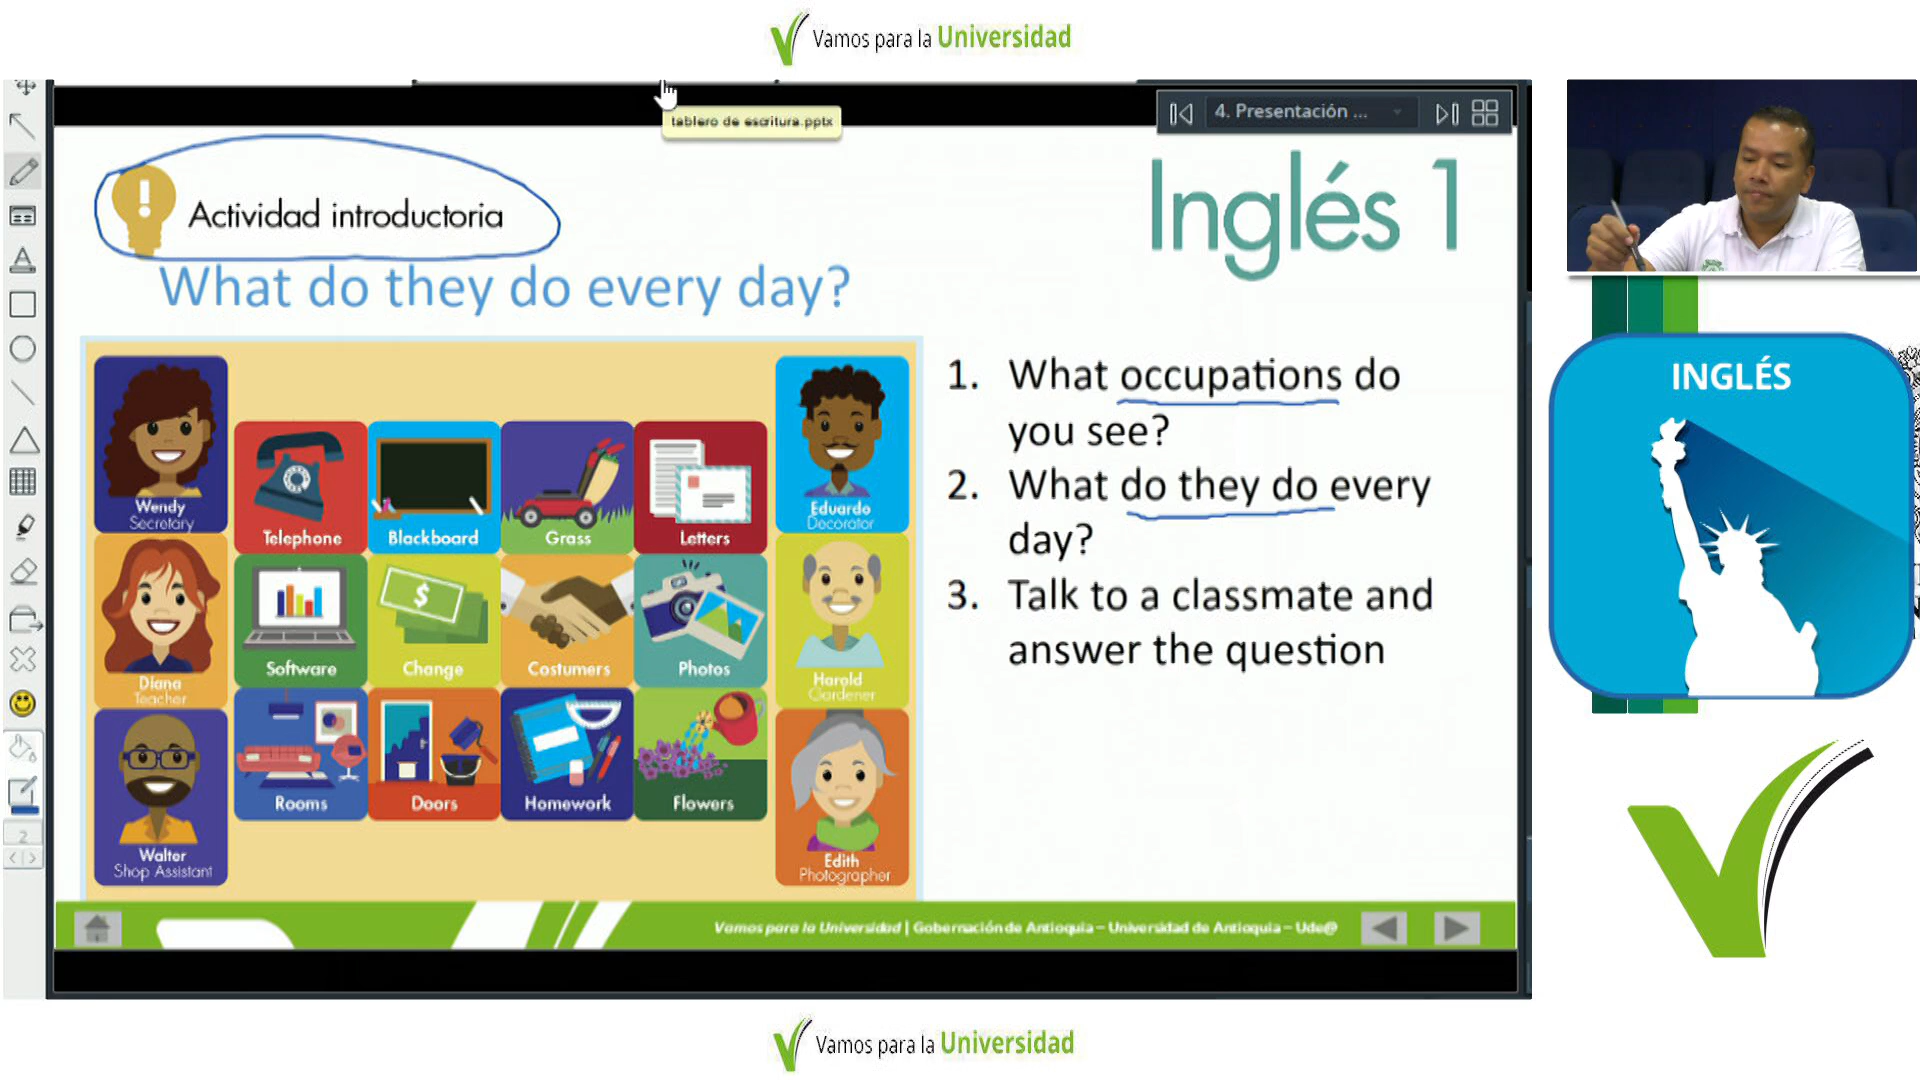 Vamos para la Universidad
tablero de escritura.pptx
4. Presentación ...
Actividad introductoria
Inglés 1
What do they do every day?
Wendy
Secretary
Diana
Teacher
Walter
Shop Assistant
Telephone
Blackboard
Grass
Letters
Software
Change
Costumers
Photos
Rooms
Doors
Homework
Flowers
Eduardo
Decorator
Harold
Gardener
Edith
Photographer
1. What occupations do
you see?
2. What do they do every
day?
3. Talk to a classmate and
answer the question
INGLÉS
2
Vamos para la Universidad | Gobernación de Antioquia – Universidad de Antioquia – Ude@
Vamos para la Universidad